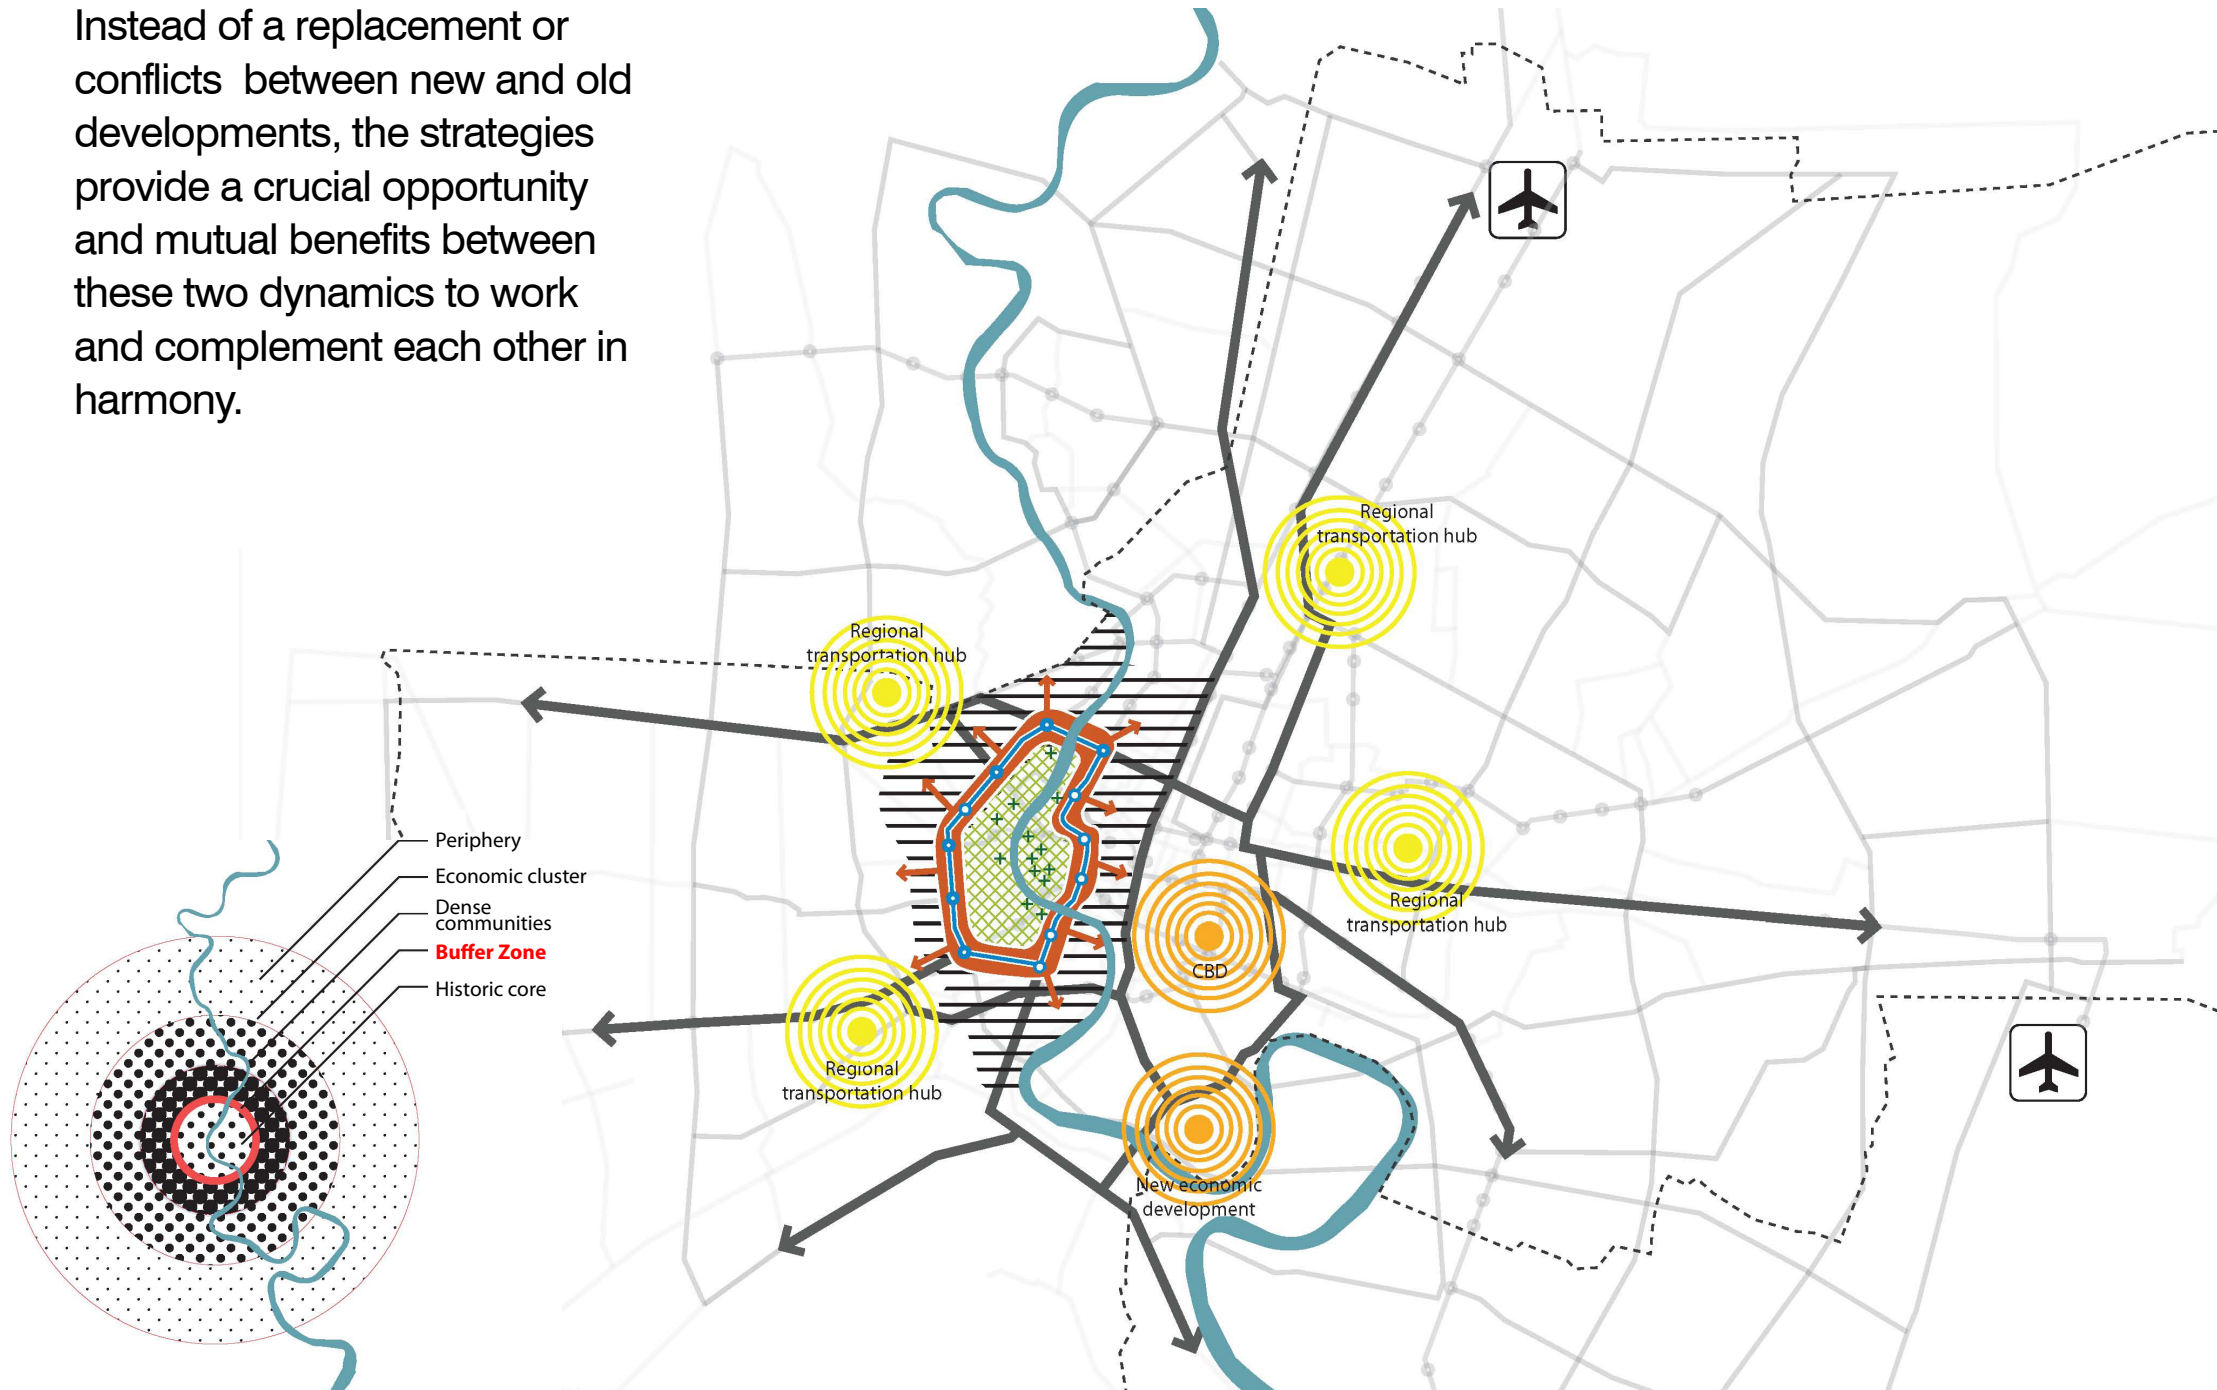 Instead of a replacement or
conflicts  between new and old
developments, the strategies
provide a crucial opportunity
and mutual benefits between
these two dynamics to work
and complement each other in
harmony.
Regional
transportation hub
Regional
transportation hub
Regional
transportation hub
CBD
Regional
transportation hub
New economic
development
Periphery
Economic cluster
Dense
communities
Buffer Zone
Historic core